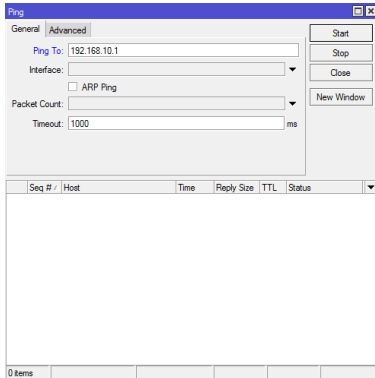 Ping
General Advanced
Start
Ping To: 192.168.10.1
Stop
Interface:
Close
ARP Ping
New Window
Packet Count:
Timeout: 1000 ms
Seq # Host Time Reply Size TTL Status
0 items